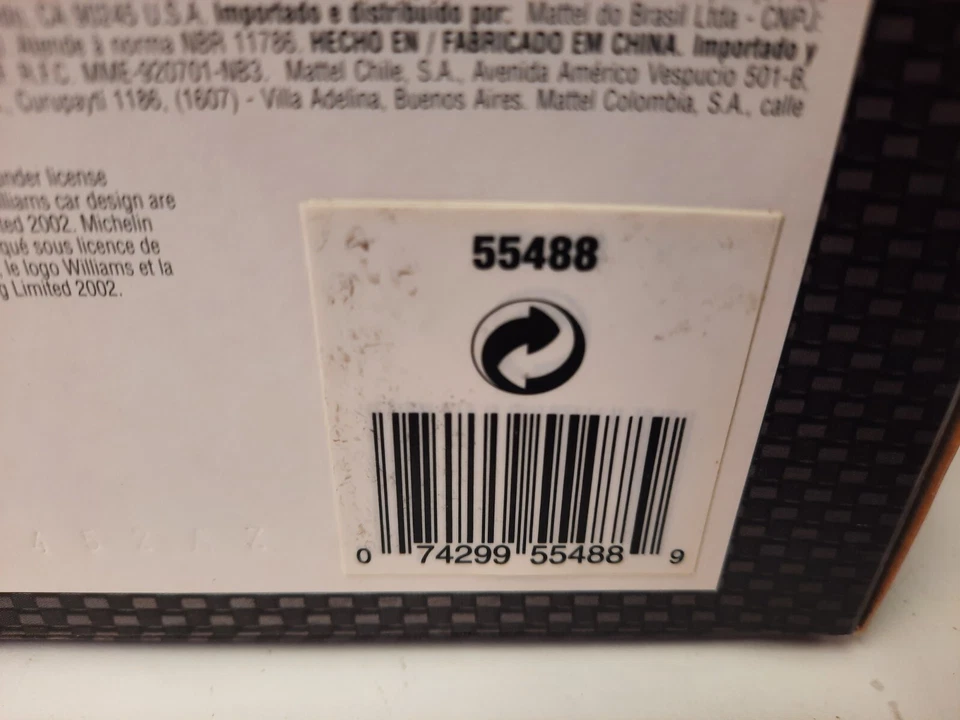 CA 90245 U.S.A. Importado e distribuído por: Mattel do Brasil Ltda - CNPJ:
Atende à norma NBR 11786. HECHO EN / FABRICADO EM CHINA. Importado y
R.F.C. MME-920701-NB3. Mattel Chile, S.A., Avenida Américo Vespucio 501-B,
Curupayti 1186, (1607) - Villa Adelina, Buenos Aires. Mattel Colombia, S.A., calle
under license
lliams car design are
ted 2002. Michelin
qué sous licence de
, le logo Williams et la
g Limited 2002.
55488
0 74299 55488 9